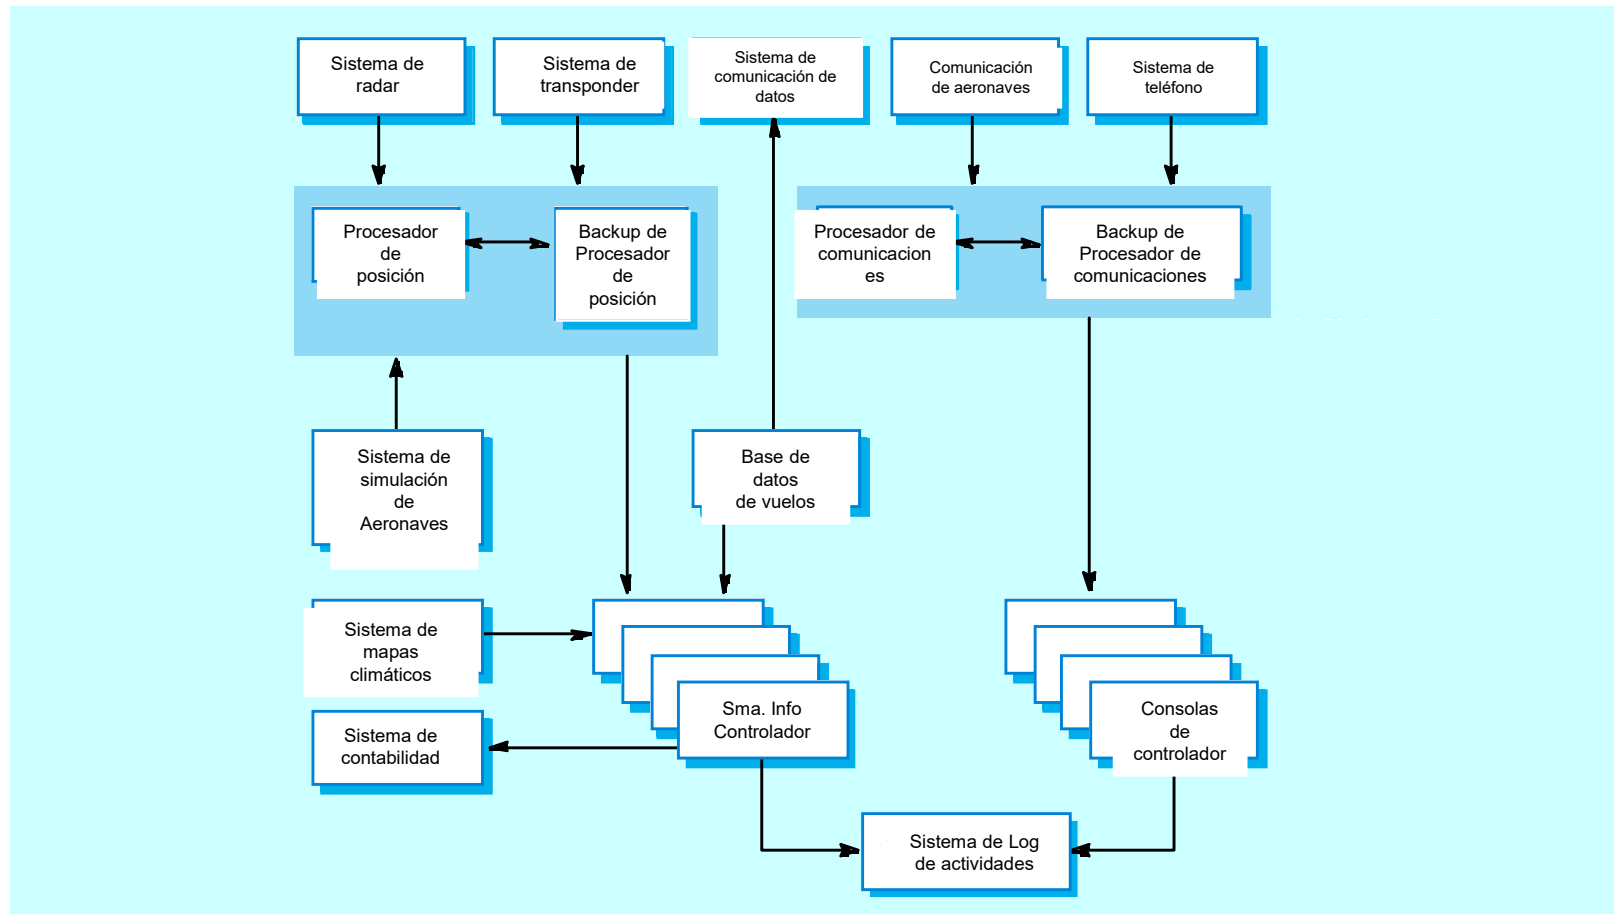 Sistema de
radar
Sistema de
transponder
Sistema de
comunicación de
datos
Comunicación
de aeronaves
Sistema de
teléfono
Procesador
de
posición
Backup de
Procesador
de
posición
Procesador de
comunicacion
es
Backup de
Procesador de
comunicaciones
Sistema de
simulación
de
Aeronaves
Base de
datos
de vuelos
Sistema de
mapas
climáticos
Sma. Info
Controlador
Consolas
de
controlador
Sistema de
contabilidad
Sistema de Log
de actividades